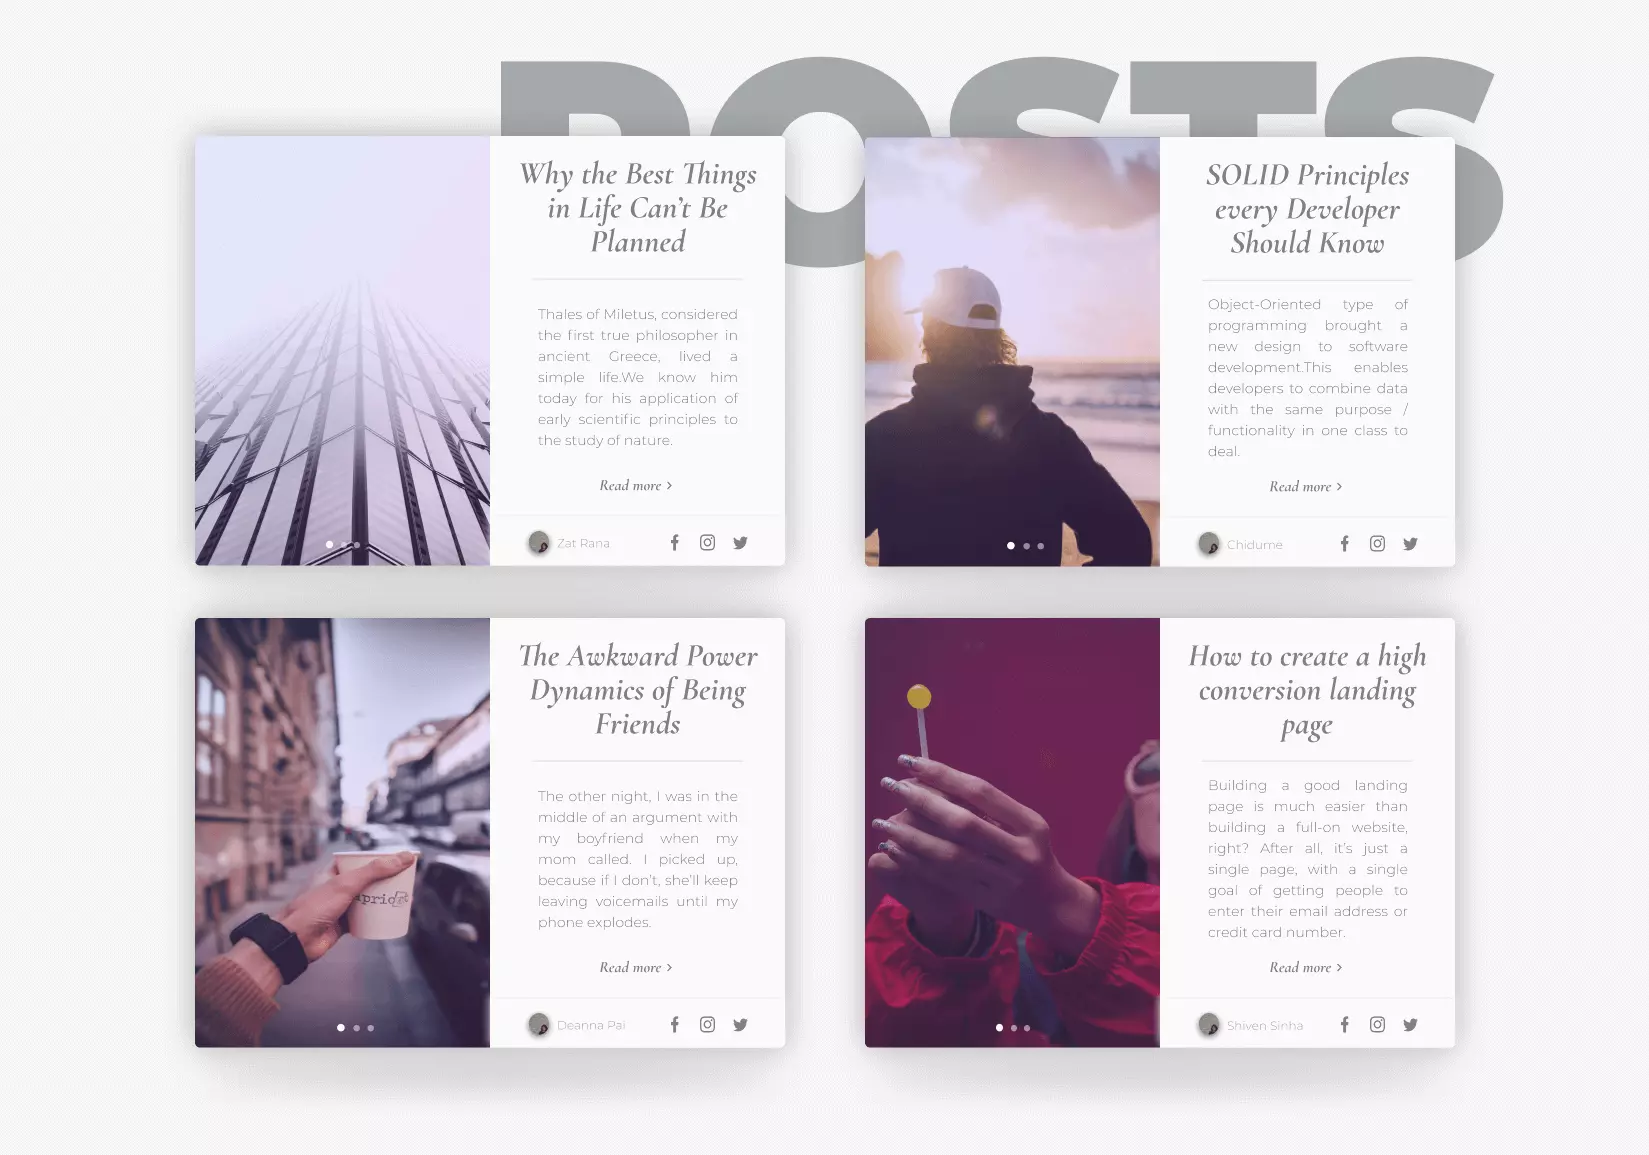 POSTS
Why the Best Things
in Life Can't Be
Planned
Thales of Miletus, considered
the first true philosopher in
ancient Greece, lived a
simple life.We know him
today for his application of
early scientific principles to
the study of nature.
Read more >
Zat Rana
SOLID Principles
every Developer
Should Know
Object-Oriented type of
programming brought a
new design to software
development.This enables
developers to combine data
with the same purpose /
functionality in one class to
deal.
Read more >
Chidume
The Awkward Power
Dynamics of Being
Friends
The other night, I was in the
middle of an argument with
my boyfriend when my
mom called. I picked up,
because if I don't, she'll keep
leaving voicemails until my
phone explodes.
Read more >
Deanna Pai
How to create a high
conversion landing
page
Building a good landing
page is much easier than
building a full-on website,
right? After all, it's just a
single page, with a single
goal of getting people to
enter their email address or
credit card number.
Read more >
Shiven Sinha